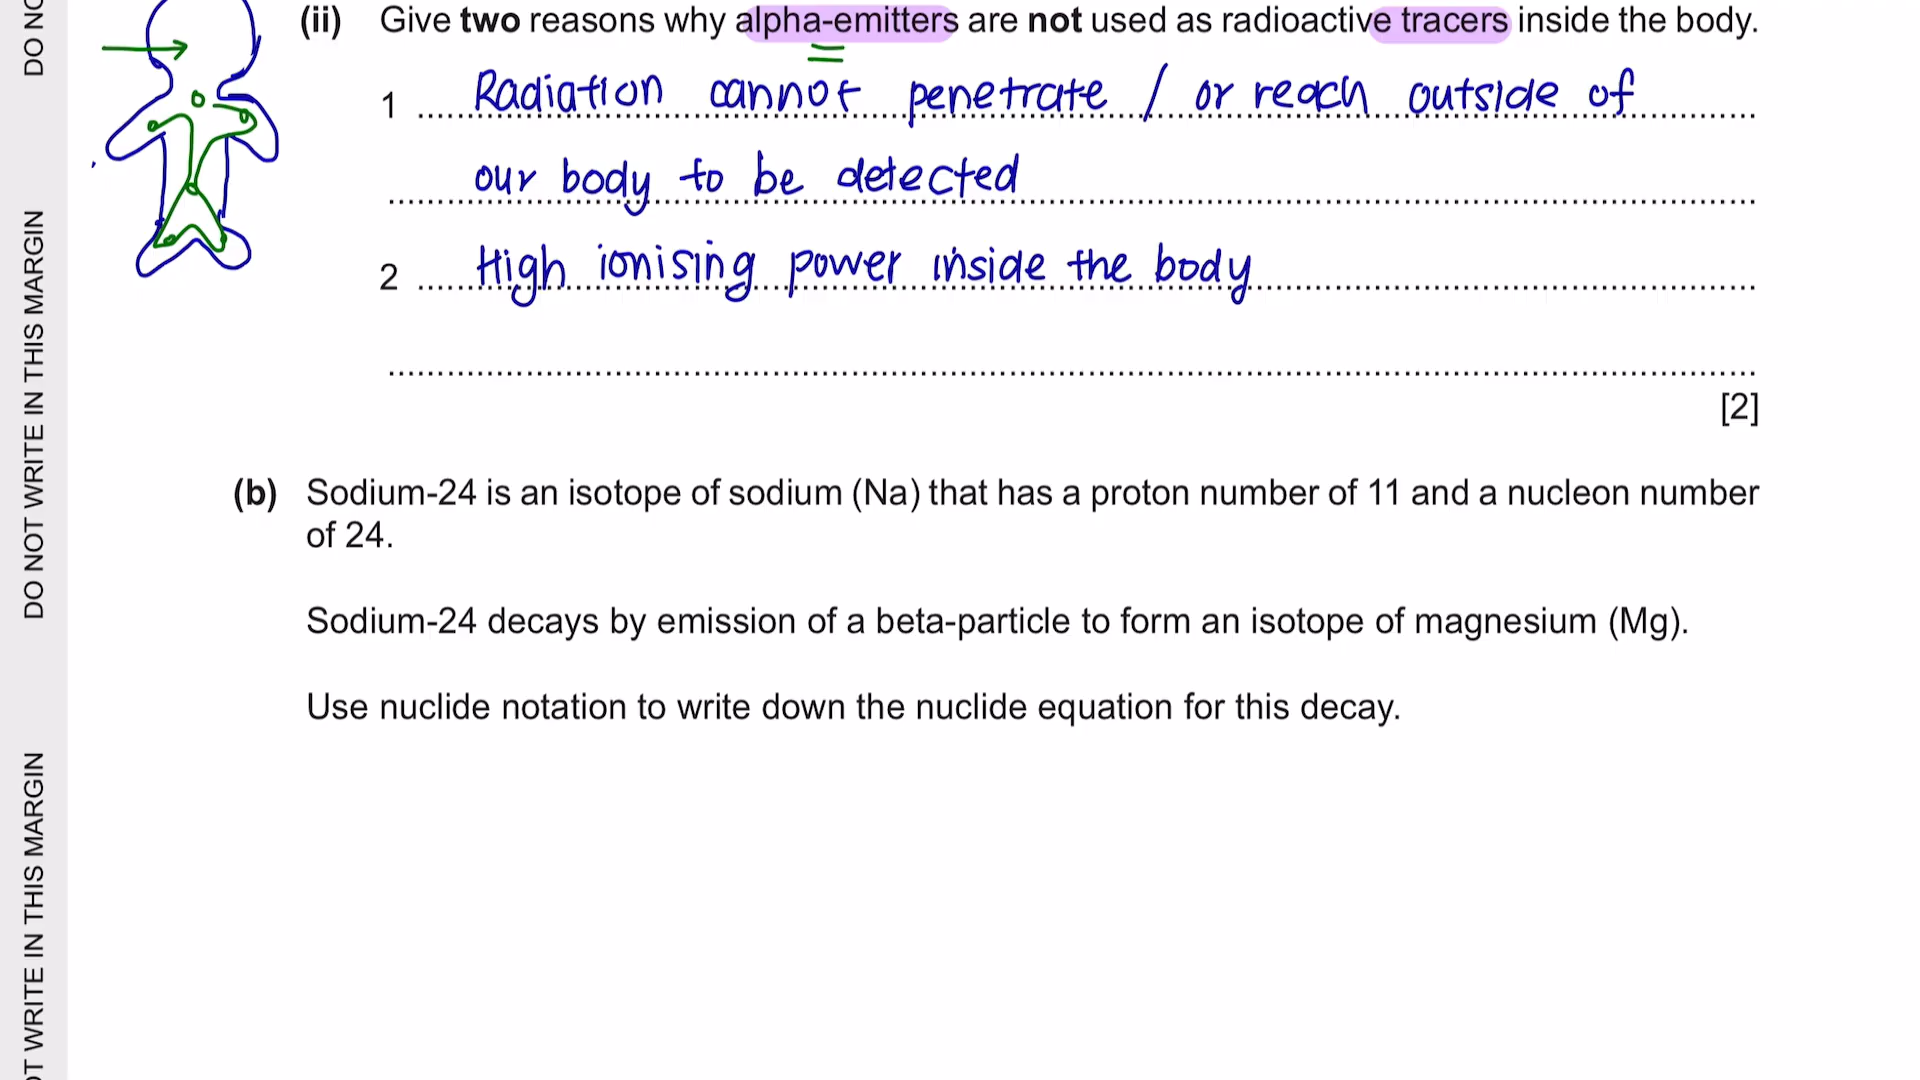 (ii) Give two reasons why alpha-emitters are not used as radioactive tracers inside the body.
1 Radiation cannot penetrate / or reach outside of
our body to be detected
2 High ionising power inside the body
[2]
(b) Sodium-24 is an isotope of sodium (Na) that has a proton number of 11 and a nucleon number
of 24.
Sodium-24 decays by emission of a beta-particle to form an isotope of magnesium (Mg).
Use nuclide notation to write down the nuclide equation for this decay.
DO NO
DO NOT WRITE IN THIS MARGIN
OT WRITE IN THIS MARGIN